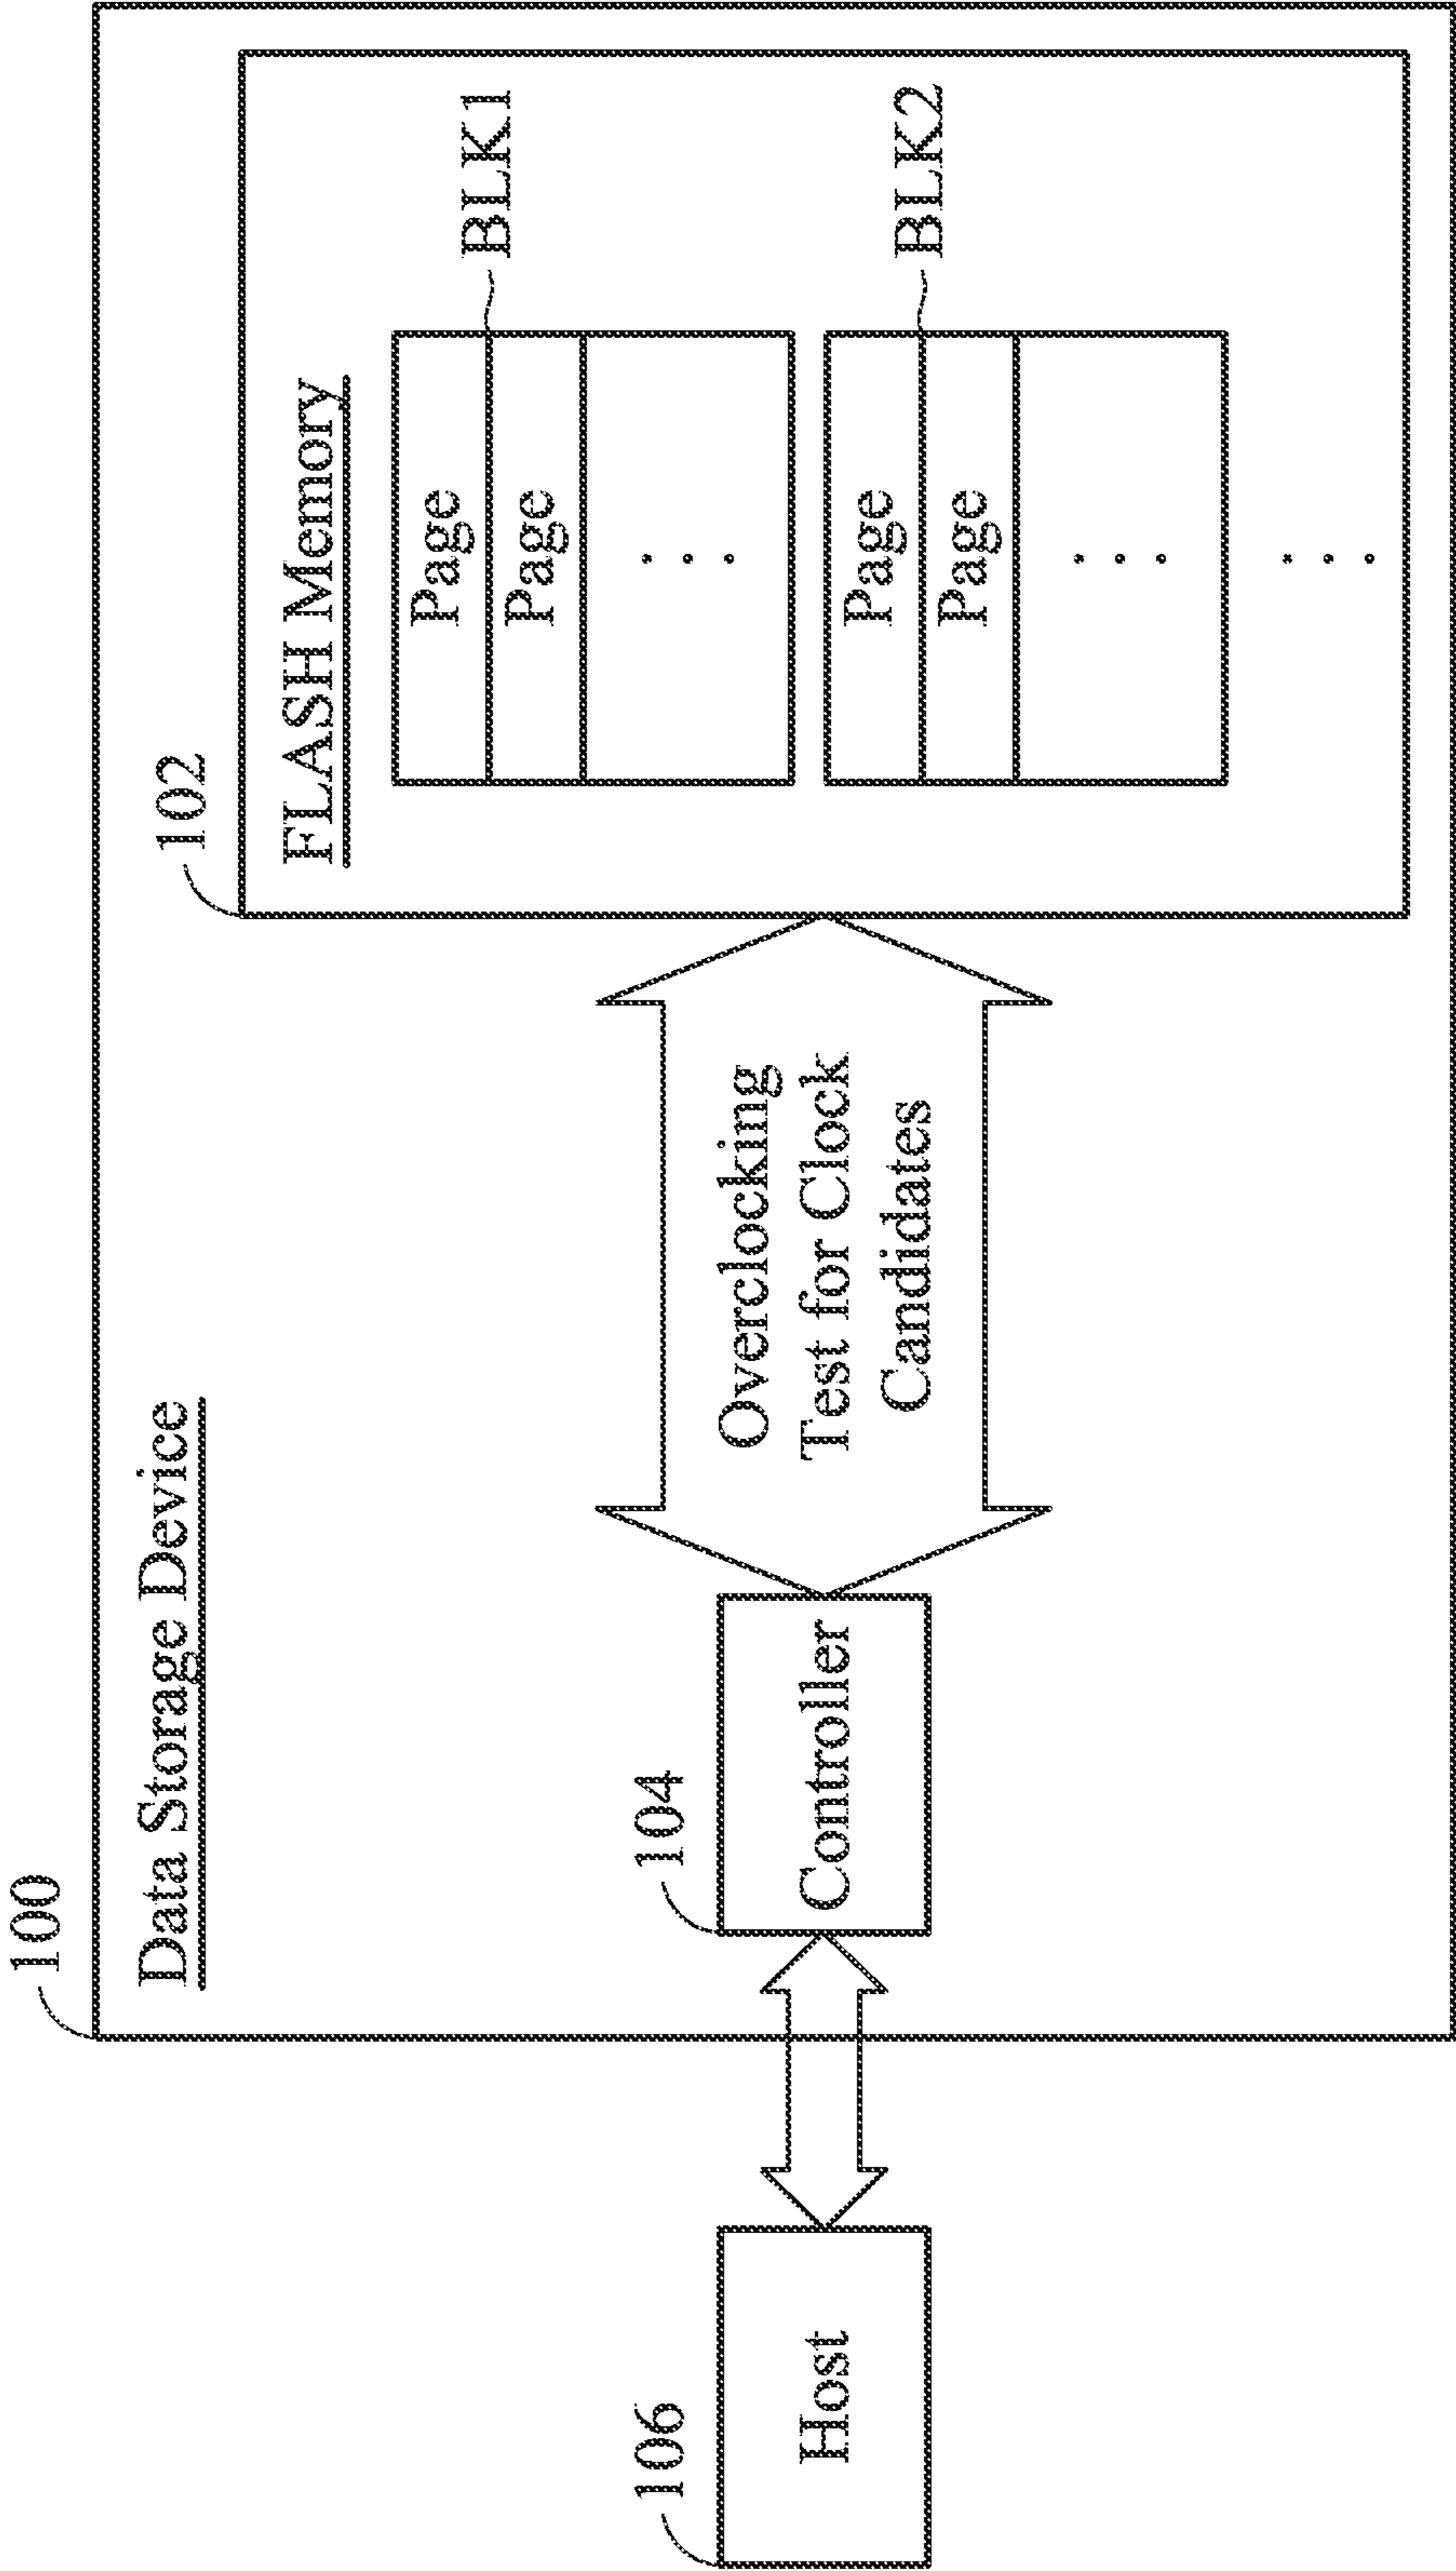 100
Data Storage Device
102
FLASH Memory
Page
Page
BLK1
Page
Page
BLK2
106
Host
104
Controller
Overclocking
Test for Clock
Candidates